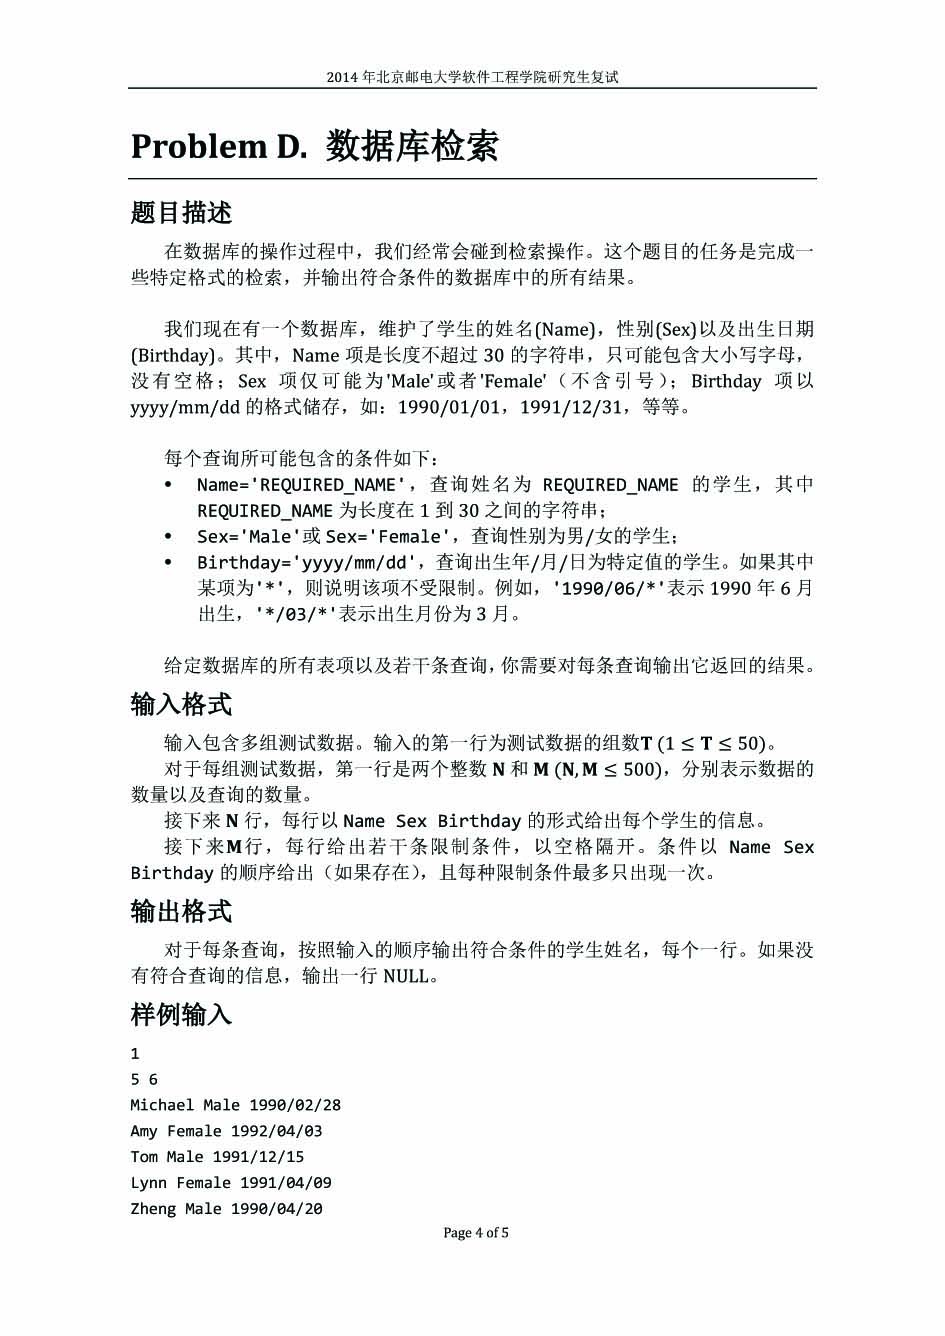 2014 年北京邮电大学软件工程学院研究生复试
Problem D. 数据库检索
题目描述
在数据库的操作过程中，我们经常会碰到检索操作。这个题目的任务是完成一
些特定格式的检索，并输出符合条件的数据库中的所有结果。
我们现在有一个数据库，维护了学生的姓名(Name)，性别(Sex)以及出生日期
(Birthday)。其中，Name 项是长度不超过 30 的字符串，只可能包含大小写字母，
没有空格；Sex 项仅可能为'Male'或者'Female'（不含引号）；Birthday 项以
yyyy/mm/dd 的格式储存，如：1990/01/01，1991/12/31，等等。
每个查询所可能包含的条件如下：
• Name='REQUIRED_NAME'，查询姓名为 REQUIRED_NAME 的学生，其中
REQUIRED_NAME 为长度在 1 到 30 之间的字符串；
• Sex='Male'或 Sex='Female'，查询性别为男/女的学生；
• Birthday='yyyy/mm/dd'，查询出生年/月/日为特定值的学生。如果其中
某项为'*'，则说明该项不受限制。例如，'1990/06/*'表示 1990 年 6 月
出生，'*/03/*'表示出生月份为 3 月。
给定数据库的所有表项以及若干条查询，你需要对每条查询输出它返回的结果。
输入格式
输入包含多组测试数据。输入的第一行为测试数据的组数T (1 ≤ T ≤ 50)。
对于每组测试数据，第一行是两个整数 N 和 M (N, M ≤ 500)，分别表示数据的
数量以及查询的数量。
接下来 N 行，每行以 Name Sex Birthday 的形式给出每个学生的信息。
接下来M行，每行给出若干条限制条件，以空格隔开。条件以 Name Sex
Birthday 的顺序给出（如果存在），且每种限制条件最多只出现一次。
输出格式
对于每条查询，按照输入的顺序输出符合条件的学生姓名，每个一行。如果没
有符合查询的信息，输出一行 NULL。
样例输入
1
5 6
Michael Male 1990/02/28
Amy Female 1992/04/03
Tom Male 1991/12/15
Lynn Female 1991/04/09
Zheng Male 1990/04/20
Page 4 of 5